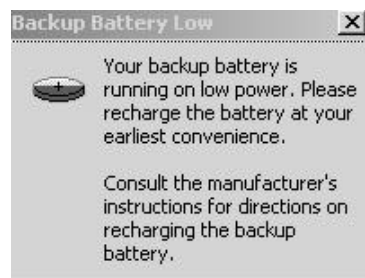 Backup Battery Low
Your backup battery is
running on low power. Please
recharge the battery at your
earliest convenience.
Consult the manufacturer's
instructions for directions on
recharging the backup
battery.